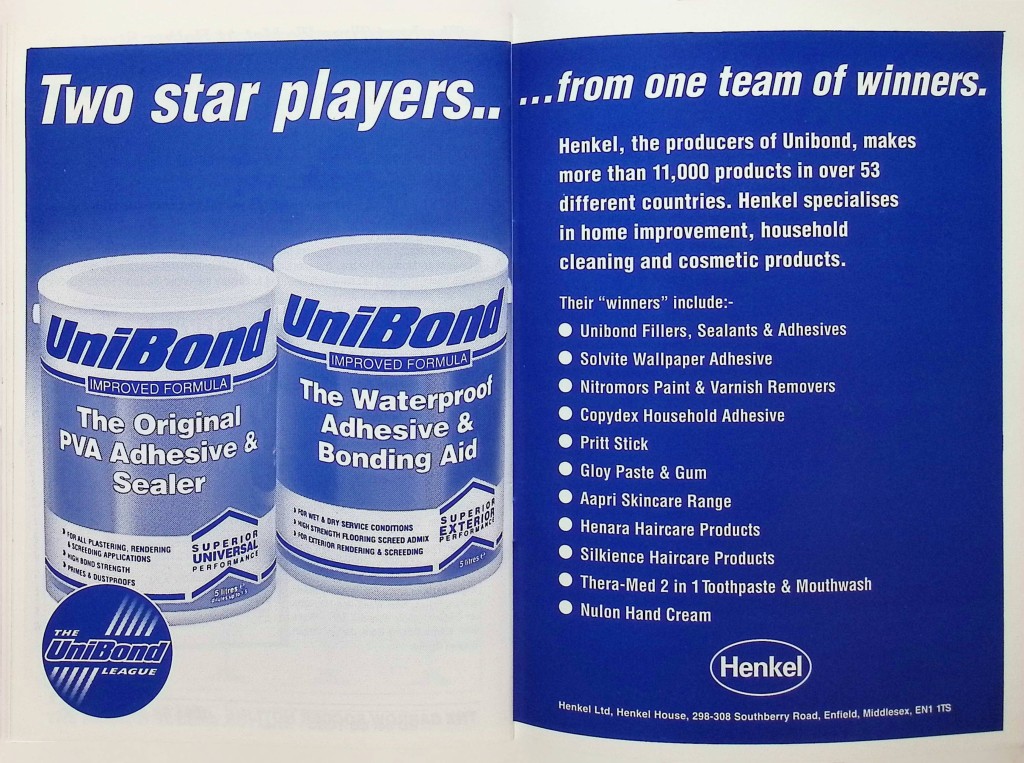 Two star players..
UniBond
IMPROVED FORMULA
The Original
PVA Adhesive &
Sealer
FOR ALL PLASTERING, RENDERING
& SCREEDING APPLICATIONS
HIGH BOND STRENGTH
PRIMES & DUSTPROOFS
SUPERIOR
UNIVERSAL
PERFORMANCE
5 litres e
UniBond
IMPROVED FORMULA
The Waterproof
Adhesive &
Bonding Aid
FOR WET & DRY SERVICE CONDITIONS
HIGH STRENGTH FLOORING SCREED ADMIX
FOR EXTERIOR RENDERING & SCREEDING
SUPERIOR
EXTERIOR
PERFORMANCE
5 litres e
THE
UniBond
LEAGUE
...from one team of winners.
Henkel, the producers of Unibond, makes
more than 11,000 products in over 53
different countries. Henkel specialises
in home improvement, household
cleaning and cosmetic products.
Their “winners” include:-
● Unibond Fillers, Sealants & Adhesives
● Solvite Wallpaper Adhesive
● Nitromors Paint & Varnish Removers
● Copydex Household Adhesive
● Pritt Stick
● Gloy Paste & Gum
● Aapri Skincare Range
● Henara Haircare Products
● Silkience Haircare Products
● Thera-Med 2 in 1 Toothpaste & Mouthwash
● Nulon Hand Cream
Henkel
Henkel Ltd, Henkel House, 298-308 Southberry Road, Enfield, Middlesex, EN1 1TS